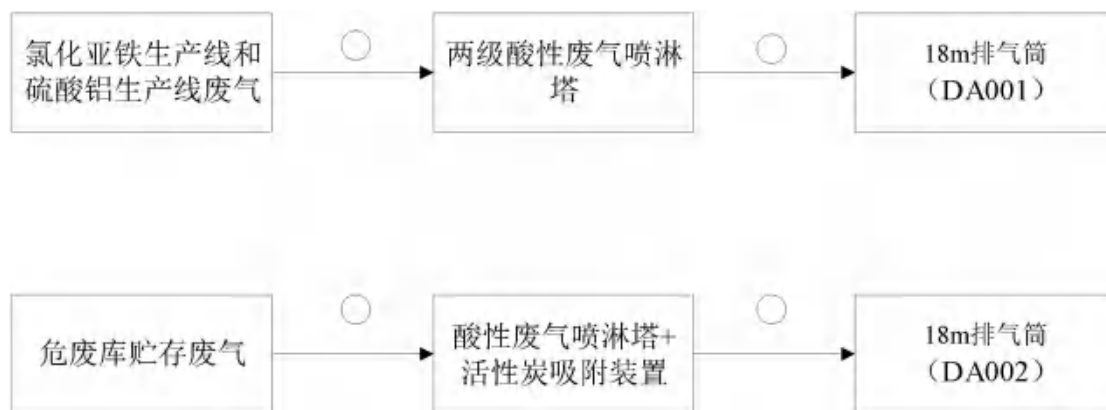 氯化亚铁生产线和
硫酸铝生产线废气
两级酸性废气喷淋
塔
18m排气筒
（DA001）
危废库贮存废气
酸性废气喷淋塔+
活性炭吸附装置
18m排气筒
（DA002）